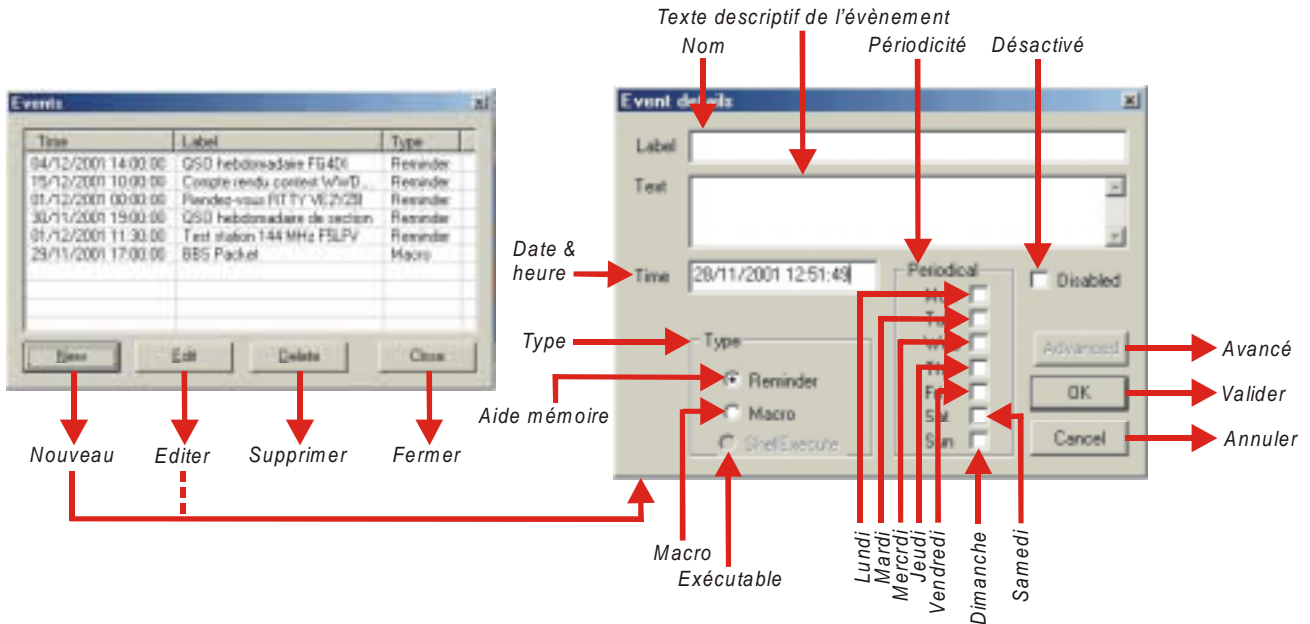 Texte descriptif de l'évènement
Nom
Périodicité
Désactivé
Events
Time Label Type
04/12/2001 14:00:00 QSO hebdomadaire Reminder
15/12/2001 10:00:00 Compte rendu contest Reminder
01/12/2001 00:00:00 Rendez-vous RTTY Reminder
30/11/2001 19:00:00 QSO hebdomadaire de section Reminder
01/12/2001 11:30:00 Test station 144 MHz Reminder
29/11/2001 17:00:00 BBS Packet Macro
New Edit Delete Close
Nouveau
Editer
Supprimer
Fermer
Event details
Label
Text
Date &
heure
Time 28/11/2001 12:51:49
Periodical
Disabled
Sat
Sun
Type
Type
Reminder
Macro
ShellExecute
Aide mémoire
Advanced
OK
Cancel
Avancé
Valider
Annuler
Macro
Exécutable
Lundi
Mardi
Mercrdi
Jeudi
Vendredi
Dimanche
Samedi